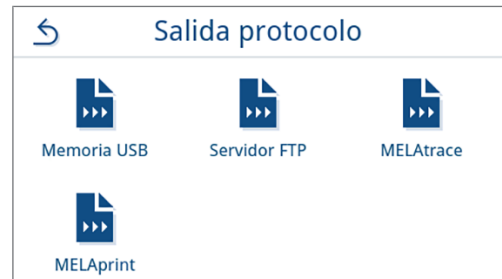 Salida protocolo
Memoria USB
Servidor FTP
MELAtrace
MELAprint